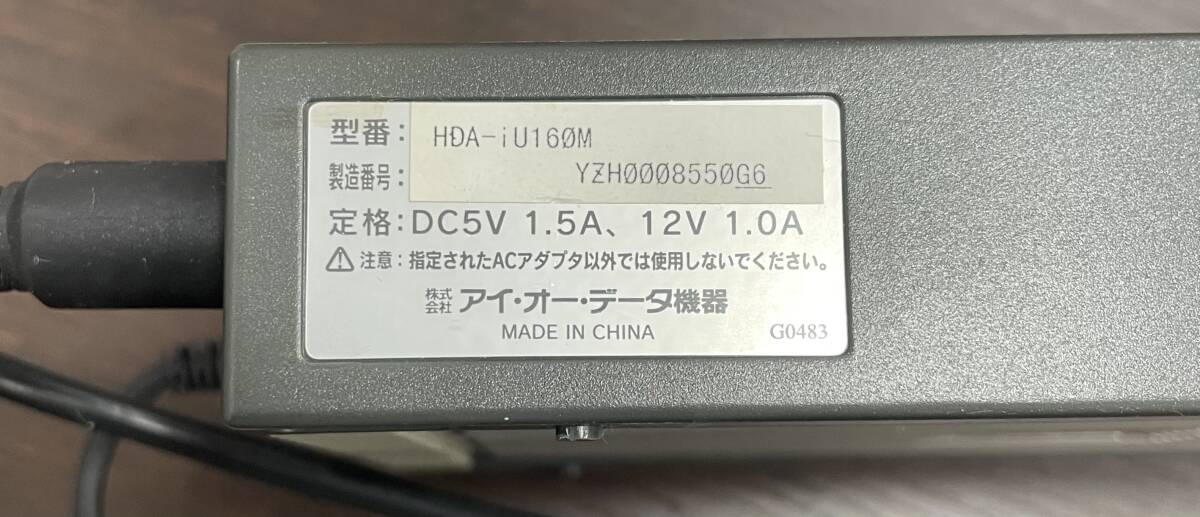 型番: HDA-iU160M
製造番号: YZH0008550G6
定格: DC5V 1.5A、12V 1.0A
⚠注意:指定されたACアダプタ以外では使用しないでください。
株式会社 アイ・オー・データ機器
MADE IN CHINA G0483